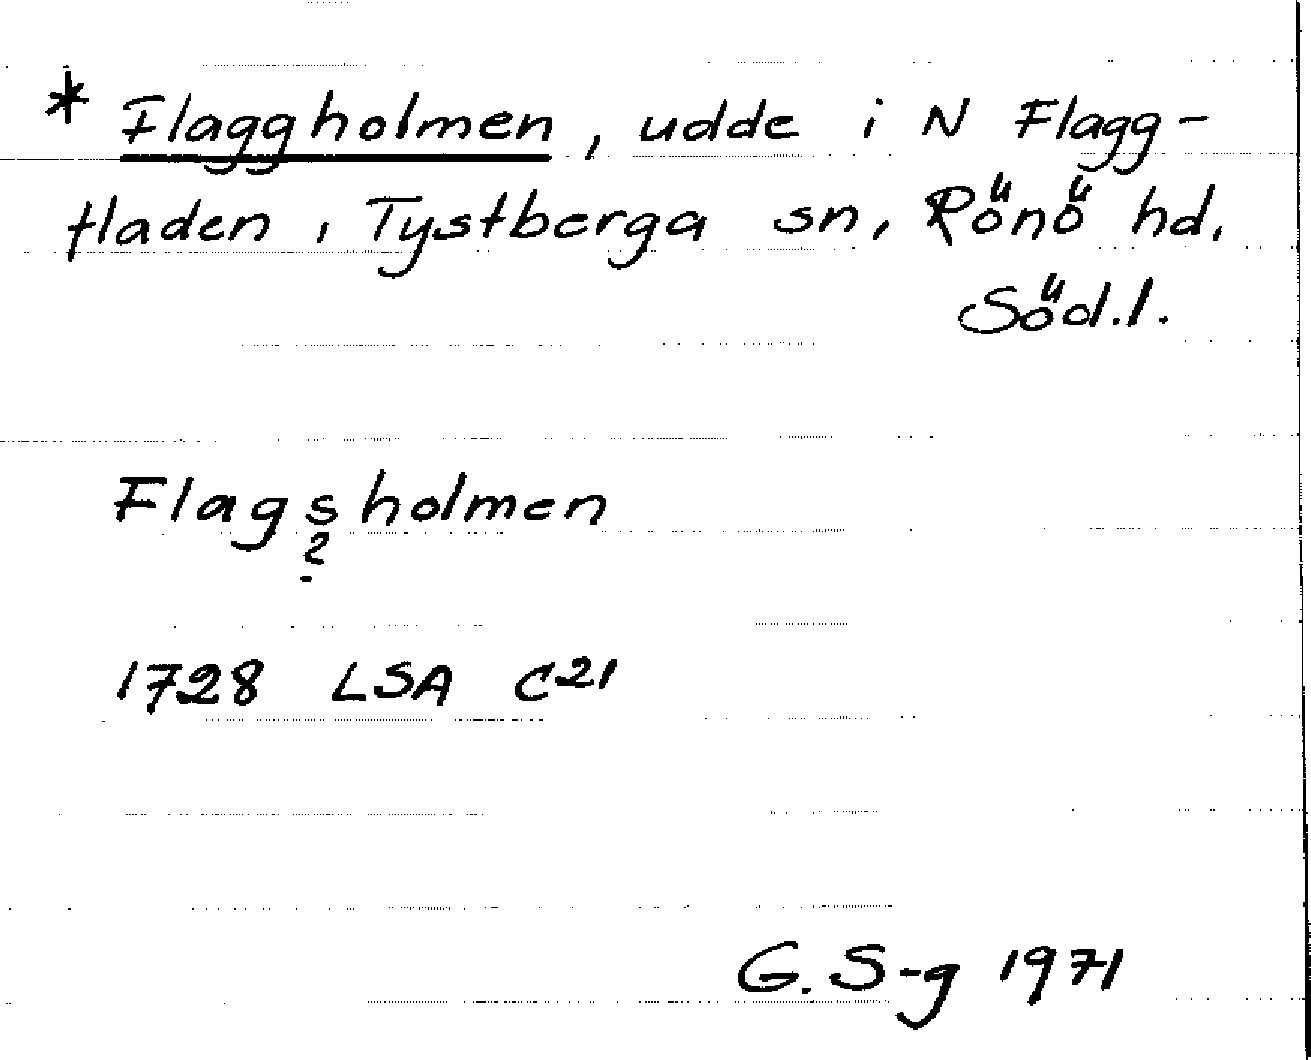 * Flaggholmen, udde i N Flagg-
fladen, Tystberga sn, Rönö hd,
Söd.l.
Flagsholmen
?
1728 LSA C21
G. S-g 1971